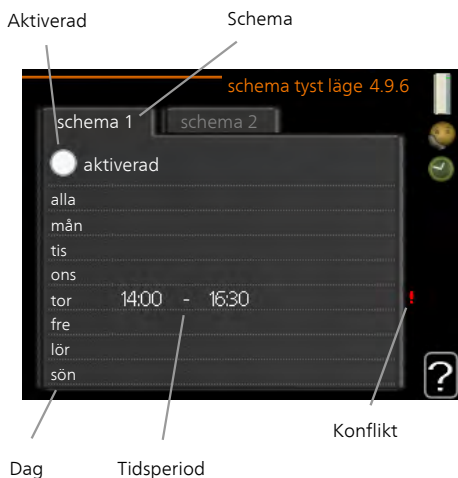 Aktiverad
Schema
schema tyst läge 4.9.6
schema 1
schema 2
aktiverad
alla
mån
tis
ons
tor 14:00 - 16:30 !
fre
lör
sön
?
Konflikt
Dag
Tidsperiod